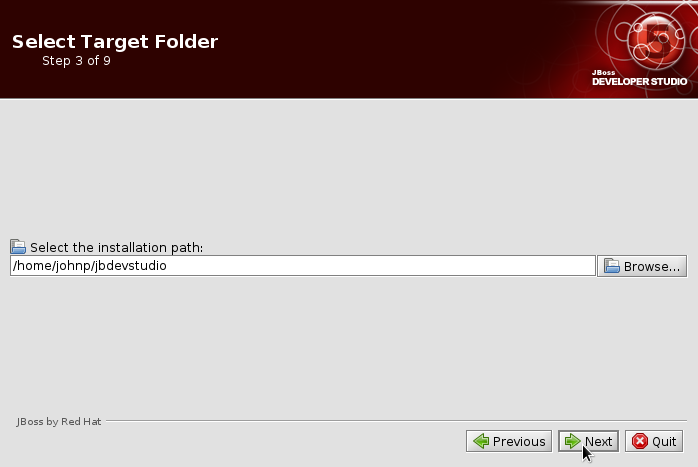 Select Target Folder
Step 3 of 9
5
JBoss
DEVELOPER STUDIO
Select the installation path:
/home/johnp/jbdevstudio
Browse...
JBoss by Red Hat
Previous
Next
Quit